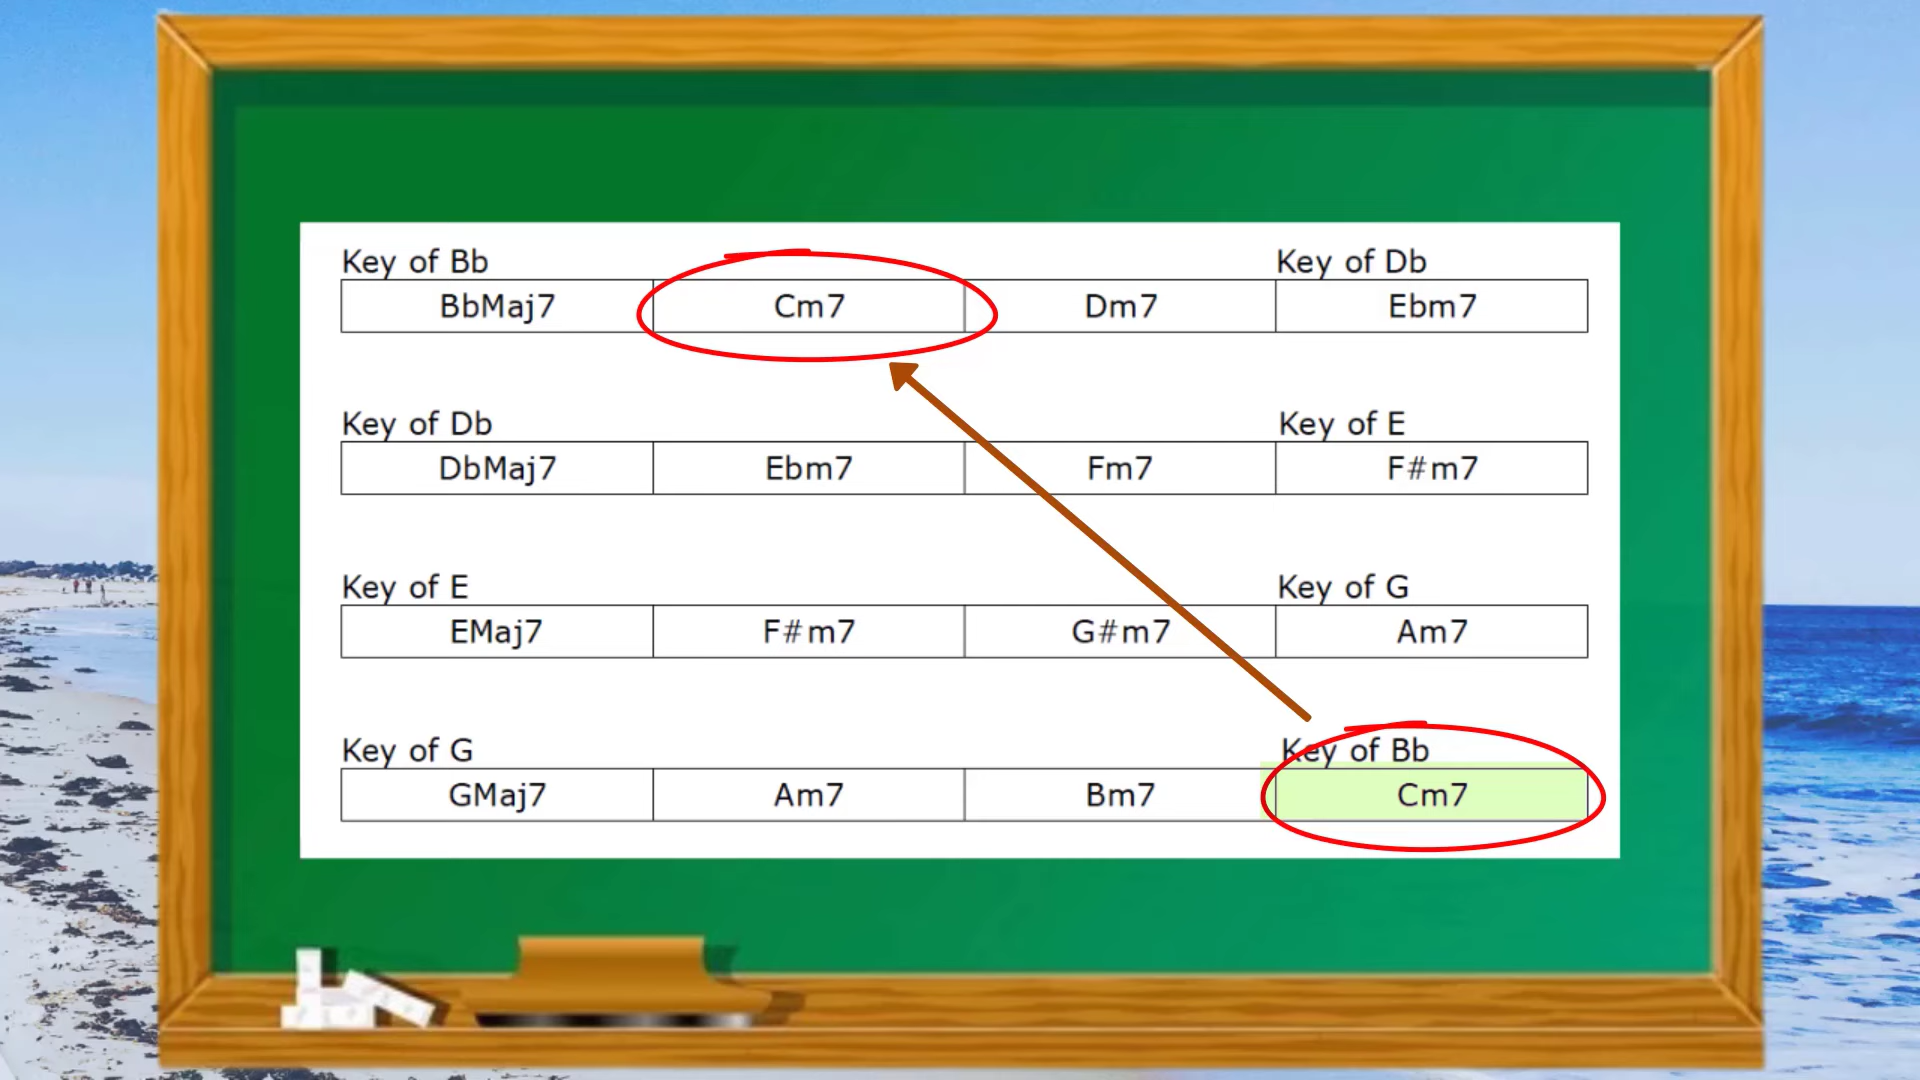 Key of Bb Key of Db
BbMaj7 Cm7 Dm7 Ebm7
Key of Db Key of E
DbMaj7 Ebm7 Fm7 F#m7
Key of E Key of G
EMaj7 F#m7 G#m7 Am7
Key of G Key of Bb
GMaj7 Am7 Bm7 Cm7